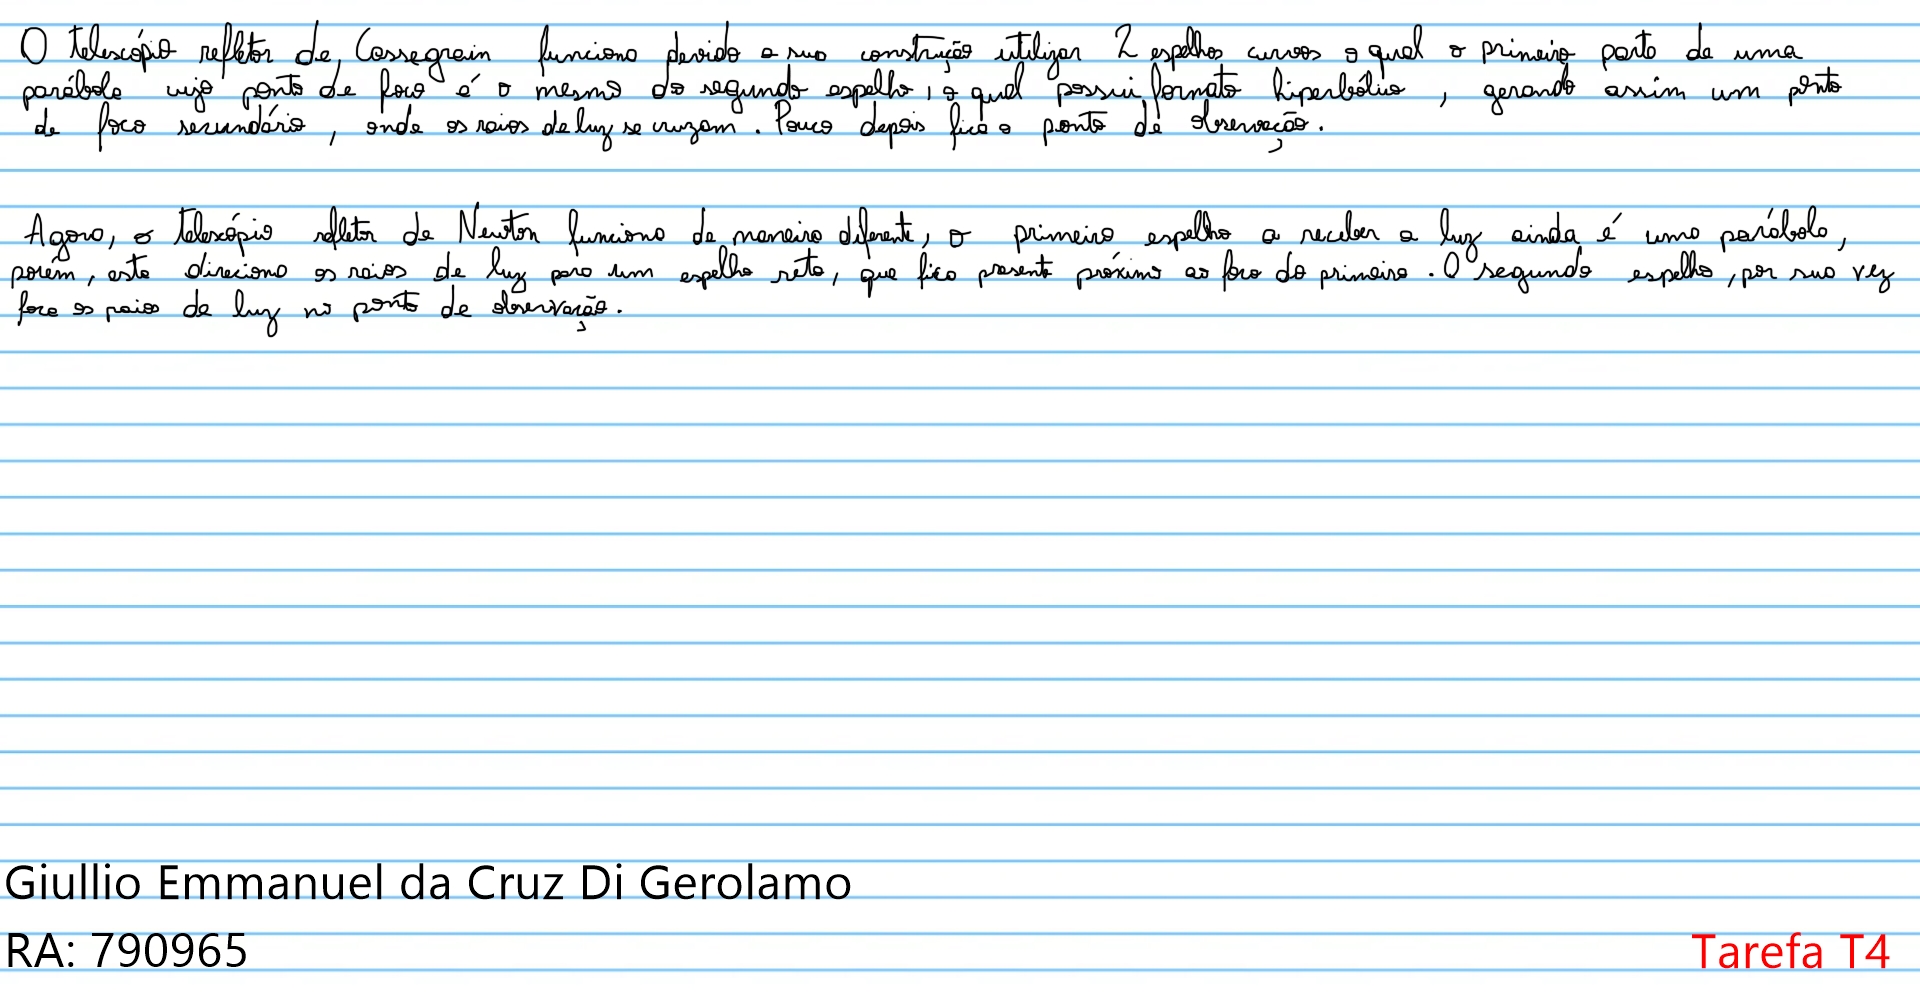 O telescópio refletor de Cassegrain funciona devido a sua construção utilizar 2 espelhos curvos o qual o primeiro parte de uma
parábola cujo ponto de foco é o mesmo do segundo espelho, o qual possui formato hiperbólico, gerando assim um ponto
de foco secundário, onde os raios de luz se cruzam. Pouco depois fica o ponto de observação.
Agora, o telescópio refletor de Newton funciona de maneira diferente, o primeiro espelho a receber a luz ainda é uma parábola,
porém, esta direciona os raios de luz para um espelho reto, que fica presente próximo ao foco do primeiro. O segundo espelho, por sua vez
foca os raios de luz no ponto de observação.
Giullio Emmanuel da Cruz Di Gerolamo
RA: 790965
Tarefa T4